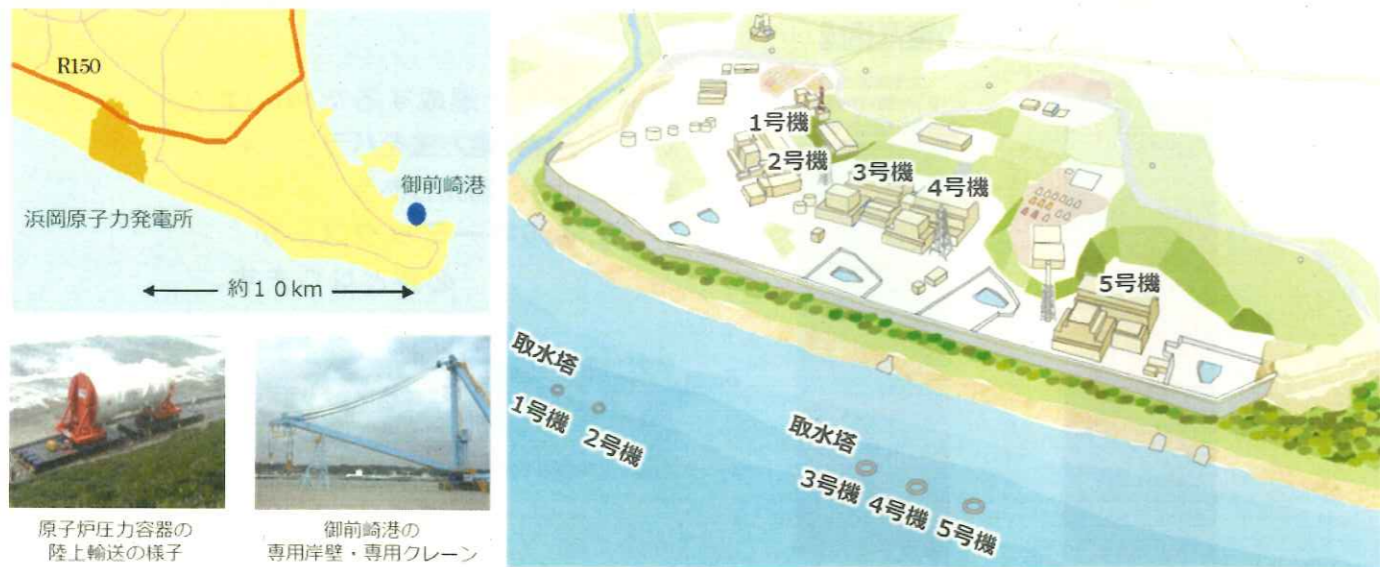 R150
御前崎港
浜岡原子力発電所
約10km
原子炉圧力容器の
陸上輸送の様子
御前崎港の
専用岸壁・専用クレーン
1号機
2号機
3号機
4号機
5号機
取水塔
1号機 2号機
取水塔
3号機 4号機 5号機